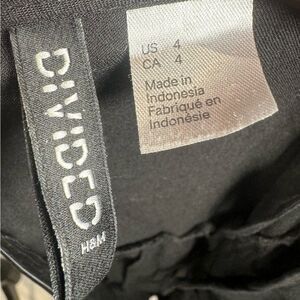 DIVIDED
H&M
US 4
CA 4
Made in
Indonesia
Fabriqué en
Indonésie